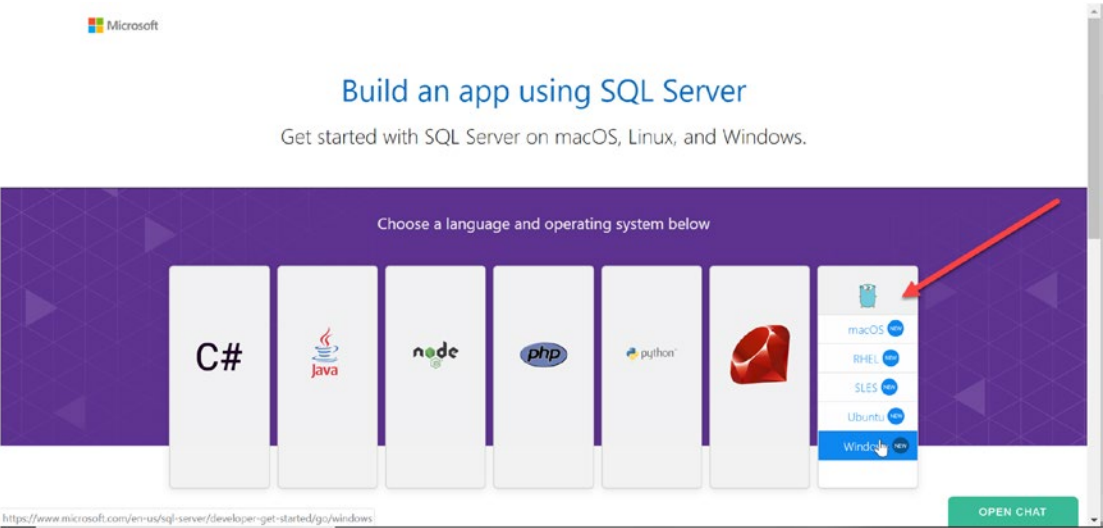 Microsoft
Build an app using SQL Server
Get started with SQL Server on macOS, Linux, and Windows.
Choose a language and operating system below
C#
Java
node
php
python
macOS NEW
RHEL NEW
SLES NEW
Ubuntu NEW
Windows NEW
https://www.microsoft.com/en-us/sql-server/developer-get-started/go/windows
OPEN CHAT